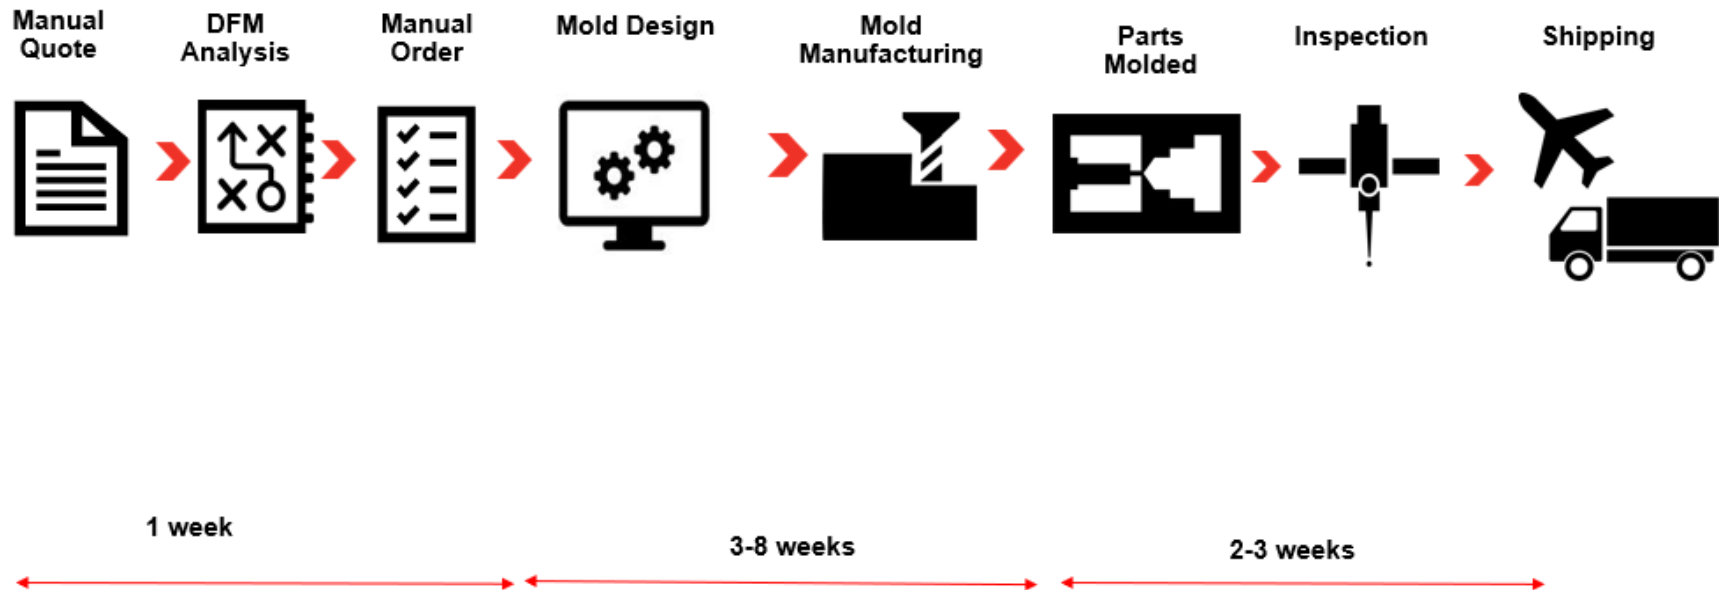 Manual
Quote
DFM
Analysis
Manual
Order
Mold Design
Mold
Manufacturing
Parts
Molded
Inspection
Shipping
1 week
3-8 weeks
2-3 weeks